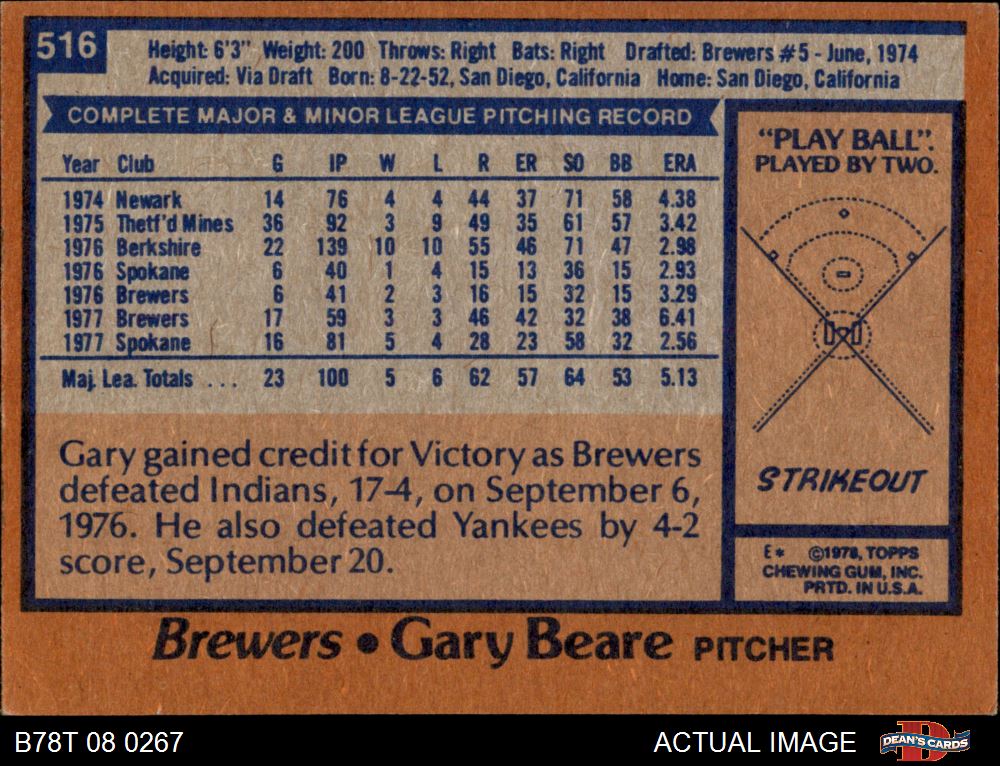 516
Height: 6'3" Weight: 200 Throws: Right Bats: Right Drafted: Brewers #5 - June, 1974
Acquired: Via Draft Born: 8-22-52, San Diego, California Home: San Diego, California
COMPLETE MAJOR & MINOR LEAGUE PITCHING RECORD
Year Club G IP W L R ER SO BB ERA
1974 Newark 14 76 4 4 44 37 71 58 4.38
1975 Thetf'd Mines 36 92 3 9 49 35 61 57 3.42
1976 Berkshire 22 139 10 10 55 46 71 47 2.98
1976 Spokane 6 40 1 4 15 13 36 15 2.93
1976 Brewers 6 41 2 3 16 15 32 15 3.29
1977 Brewers 17 59 3 3 46 42 32 38 6.41
1977 Spokane 16 81 5 4 28 23 58 32 2.56
Maj. Lea. Totals ... 23 100 5 6 62 57 64 53 5.13
Gary gained credit for Victory as Brewers
defeated Indians, 17-4, on September 6,
1976. He also defeated Yankees by 4-2
score, September 20.
"PLAY BALL".
PLAYED BY TWO.
STRIKEOUT
E* ©1978, TOPPS
CHEWING GUM, INC.
PRTD. IN U.S.A.
Brewers • Gary Beare PITCHER
B78T 08 0267
ACTUAL IMAGE
D
DEAN'S CARDS